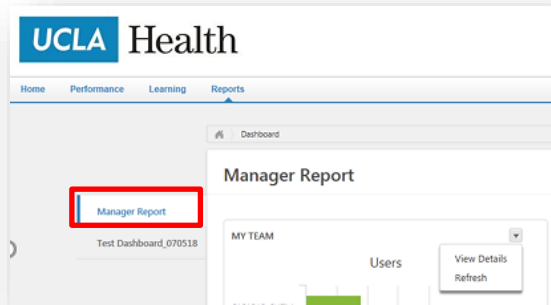 UCLA Health
Home Performance Learning Reports
Dashboard
Manager Report
Manager Report
Test Dashboard_070518
MY TEAM
View Details
Users
Refresh